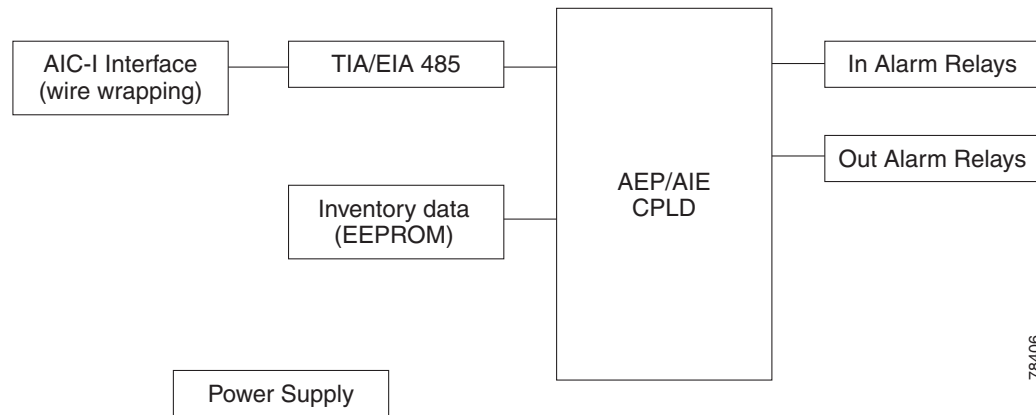 AIC-I Interface
(wire wrapping)
TIA/EIA 485
In Alarm Relays
Out Alarm Relays
AEP/AIE
CPLD
Inventory data
(EEPROM)
Power Supply
78406